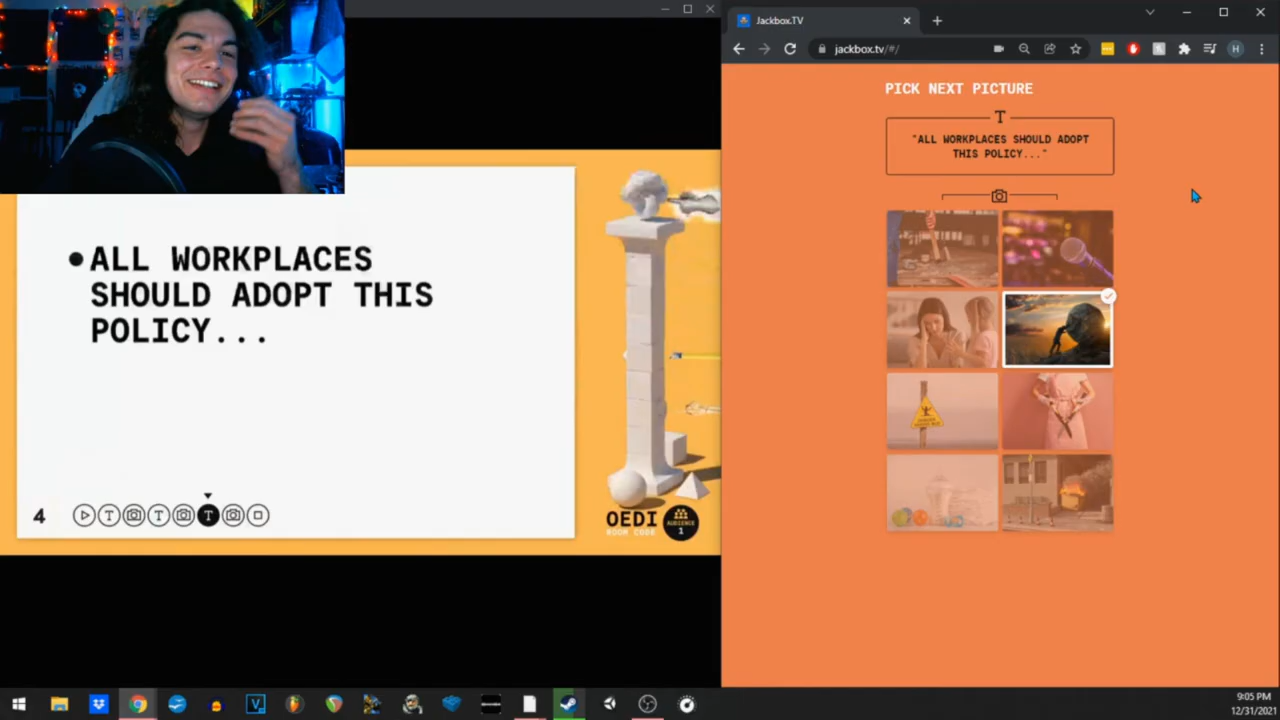 Jackbox.TV
jackbox.tv/#/
H
PICK NEXT PICTURE
T
"ALL WORKPLACES SHOULD ADOPT
THIS POLICY..."
•ALL WORKPLACES
SHOULD ADOPT THIS
POLICY...
4
T
T
T
OEDI
ROOM CODE
AUDIENCE
1
V
9:05 PM
12/31/2021